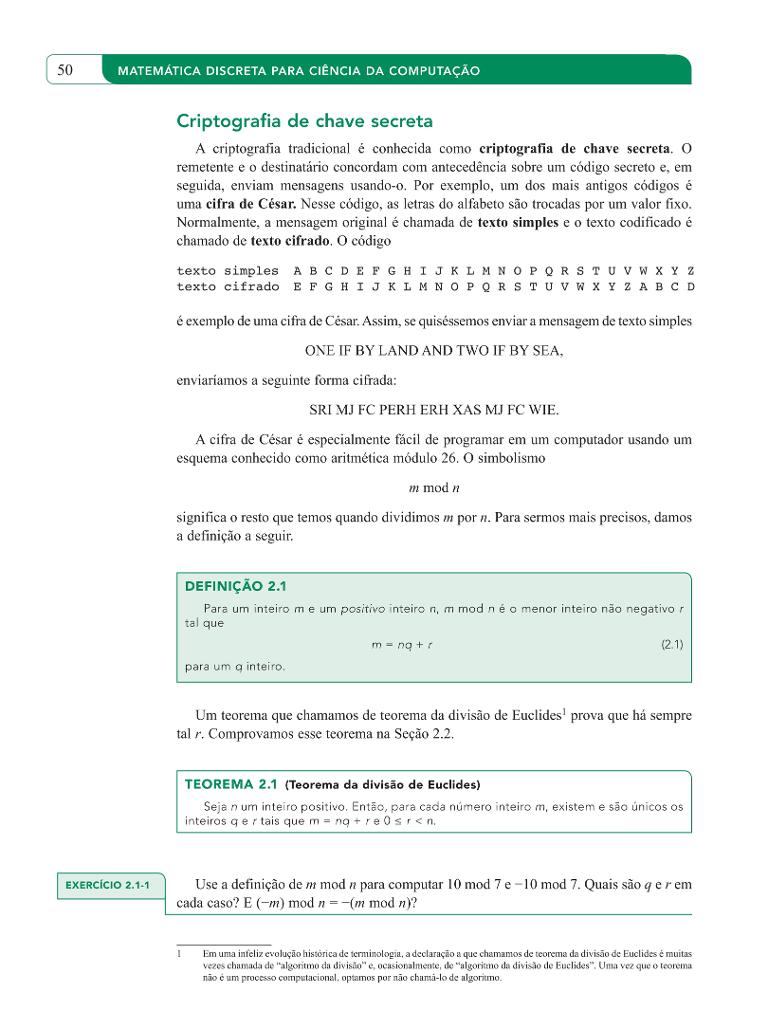 50
MATEMÁTICA DISCRETA PARA CIÊNCIA DA COMPUTAÇÃO
Criptografia de chave secreta
A criptografia tradicional é conhecida como criptografia de chave secreta. O
remetente e o destinatário concordam com antecedência sobre um código secreto e, em
seguida, enviam mensagens usando-o. Por exemplo, um dos mais antigos códigos é
uma cifra de César. Nesse código, as letras do alfabeto são trocadas por um valor fixo.
Normalmente, a mensagem original é chamada de texto simples e o texto codificado é
chamado de texto cifrado. O código
texto simples A B C D E F G H I J K L M N O P Q R S T U V W X Y Z
texto cifrado E F G H I J K L M N O P Q R S T U V W X Y Z A B C D
é exemplo de uma cifra de César. Assim, se quiséssemos enviar a mensagem de texto simples
ONE IF BY LAND AND TWO IF BY SEA,
enviaríamos a seguinte forma cifrada:
SRI MJ FC PERH ERH XAS MJ FC WIE.
A cifra de César é especialmente fácil de programar em um computador usando um
esquema conhecido como aritmética módulo 26. O simbolismo
m mod n
significa o resto que temos quando dividimos m por n. Para sermos mais precisos, damos
a definição a seguir.
DEFINIÇÃO 2.1
Para um inteiro m e um positivo inteiro n, m mod n é o menor inteiro não negativo r
tal que
m = nq + r (2.1)
para um q inteiro.
Um teorema que chamamos de teorema da divisão de Euclides¹ prova que há sempre
tal r. Comprovamos esse teorema na Seção 2.2.
TEOREMA 2.1 (Teorema da divisão de Euclides)
Seja n um inteiro positivo. Então, para cada número inteiro m, existem e são únicos os
inteiros q e r tais que m = nq + r e 0 ≤ r < n.
EXERCÍCIO 2.1-1
Use a definição de m mod n para computar 10 mod 7 e −10 mod 7. Quais são q e r em
cada caso? E (−m) mod n = −(m mod n)?
1 Em uma infeliz evolução histórica de terminologia, a declaração a que chamamos de teorema da divisão de Euclides é muitas
vezes chamada de “algoritmo da divisão” e, ocasionalmente, de “algoritmo da divisão de Euclides”. Uma vez que o teorema
não é um processo computacional, optamos por não chamá-lo de algoritmo.